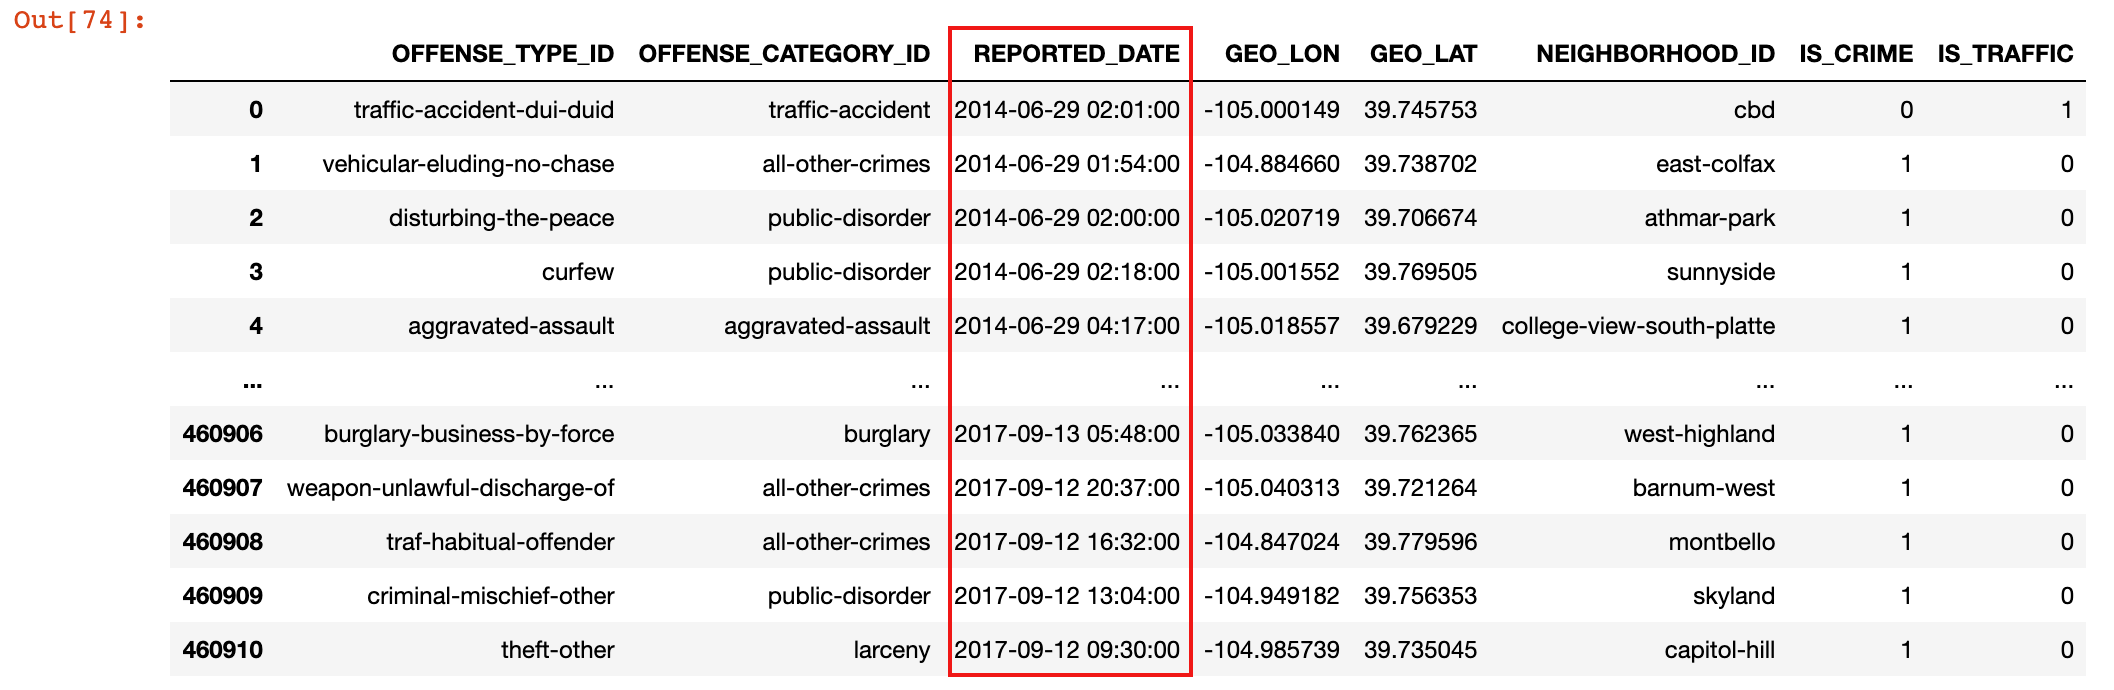 Out[74]:
OFFENSE_TYPE_ID OFFENSE_CATEGORY_ID REPORTED_DATE GEO_LON GEO_LAT NEIGHBORHOOD_ID IS_CRIME IS_TRAFFIC
0 traffic-accident-dui-duid traffic-accident 2014-06-29 02:01:00 -105.000149 39.745753 cbd 0 1
1 vehicular-eluding-no-chase all-other-crimes 2014-06-29 01:54:00 -104.884660 39.738702 east-colfax 1 0
2 disturbing-the-peace public-disorder 2014-06-29 02:00:00 -105.020719 39.706674 athmar-park 1 0
3 curfew public-disorder 2014-06-29 02:18:00 -105.001552 39.769505 sunnyside 1 0
4 aggravated-assault aggravated-assault 2014-06-29 04:17:00 -105.018557 39.679229 college-view-south-platte 1 0
... ... ... ... ... ... ... ... ...
460906 burglary-business-by-force burglary 2017-09-13 05:48:00 -105.033840 39.762365 west-highland 1 0
460907 weapon-unlawful-discharge-of all-other-crimes 2017-09-12 20:37:00 -105.040313 39.721264 barnum-west 1 0
460908 traf-habitual-offender all-other-crimes 2017-09-12 16:32:00 -104.847024 39.779596 montbello 1 0
460909 criminal-mischief-other public-disorder 2017-09-12 13:04:00 -104.949182 39.756353 skyland 1 0
460910 theft-other larceny 2017-09-12 09:30:00 -104.985739 39.735045 capitol-hill 1 0